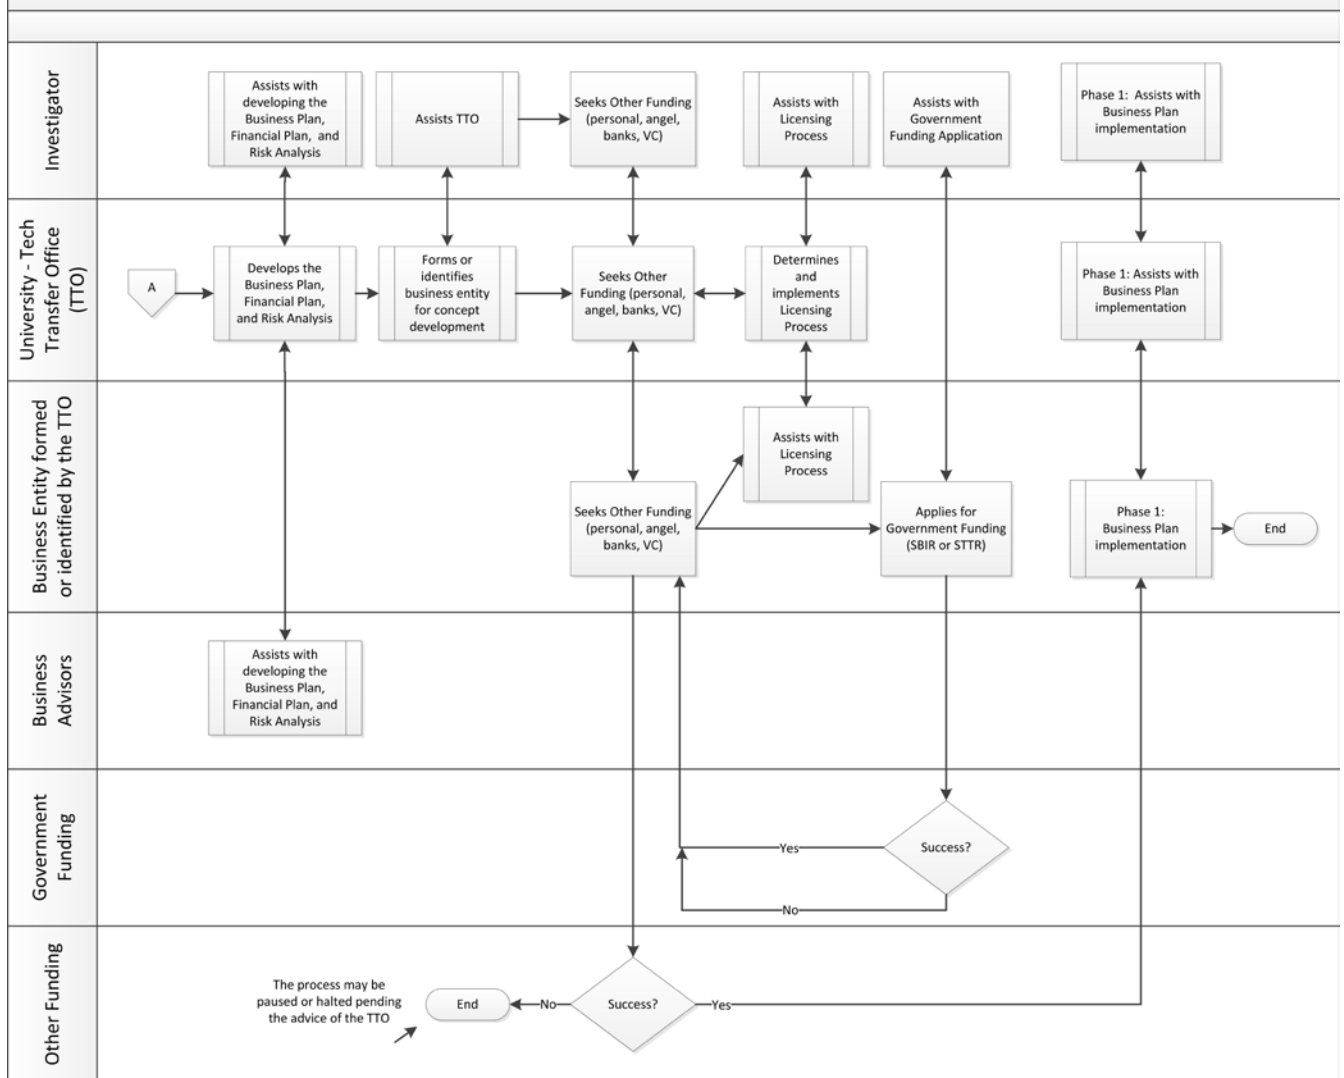 Investigator
Assists with
developing the
Business Plan,
Financial Plan, and
Risk Analysis
Assists TTO
Seeks Other Funding
(personal, angel,
banks, VC)
Assists with
Licensing
Process
Assists with
Government
Funding Application
Phase 1: Assists with
Business Plan
implementation
University - Tech
Transfer Office
(TTO)
A
Develops the
Business Plan,
Financial Plan,
and Risk Analysis
Forms or
identifies
business entity
for concept
development
Seeks Other
Funding (personal,
angel, banks, VC)
Determines
and
implements
Licensing
Process
Phase 1: Assists with
Business Plan
implementation
Business Entity formed
or identified by the TTO
Seeks Other Funding
(personal, angel,
banks, VC)
Assists with
Licensing
Process
Applies for
Government Funding
(SBIR or STTR)
Phase 1:
Business Plan
implementation
End
Business
Advisors
Assists with
developing the
Business Plan,
Financial Plan, and
Risk Analysis
Government
Funding
Yes
Success?
No
Other Funding
The process may be
paused or halted pending
the advice of the TTO
End
No
Success?
Yes